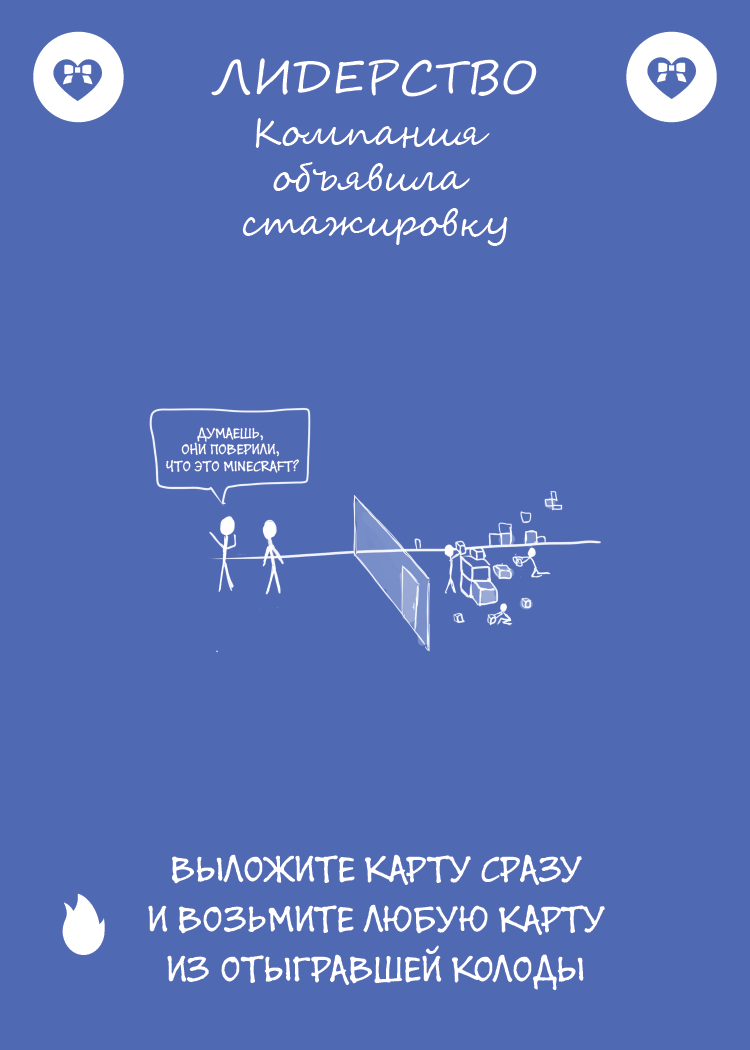 ЛИДЕРСТВО
Компания
объявила
стажировку
ДУМАЕШЬ,
ОНИ ПОВЕРИЛИ,
ЧТО ЭТО MINECRAFT?
ВЫЛОЖИТЕ КАРТУ СРАЗУ
И ВОЗЬМИТЕ ЛЮБУЮ КАРТУ
ИЗ ОТЫГРАВШЕЙ КОЛОДЫ